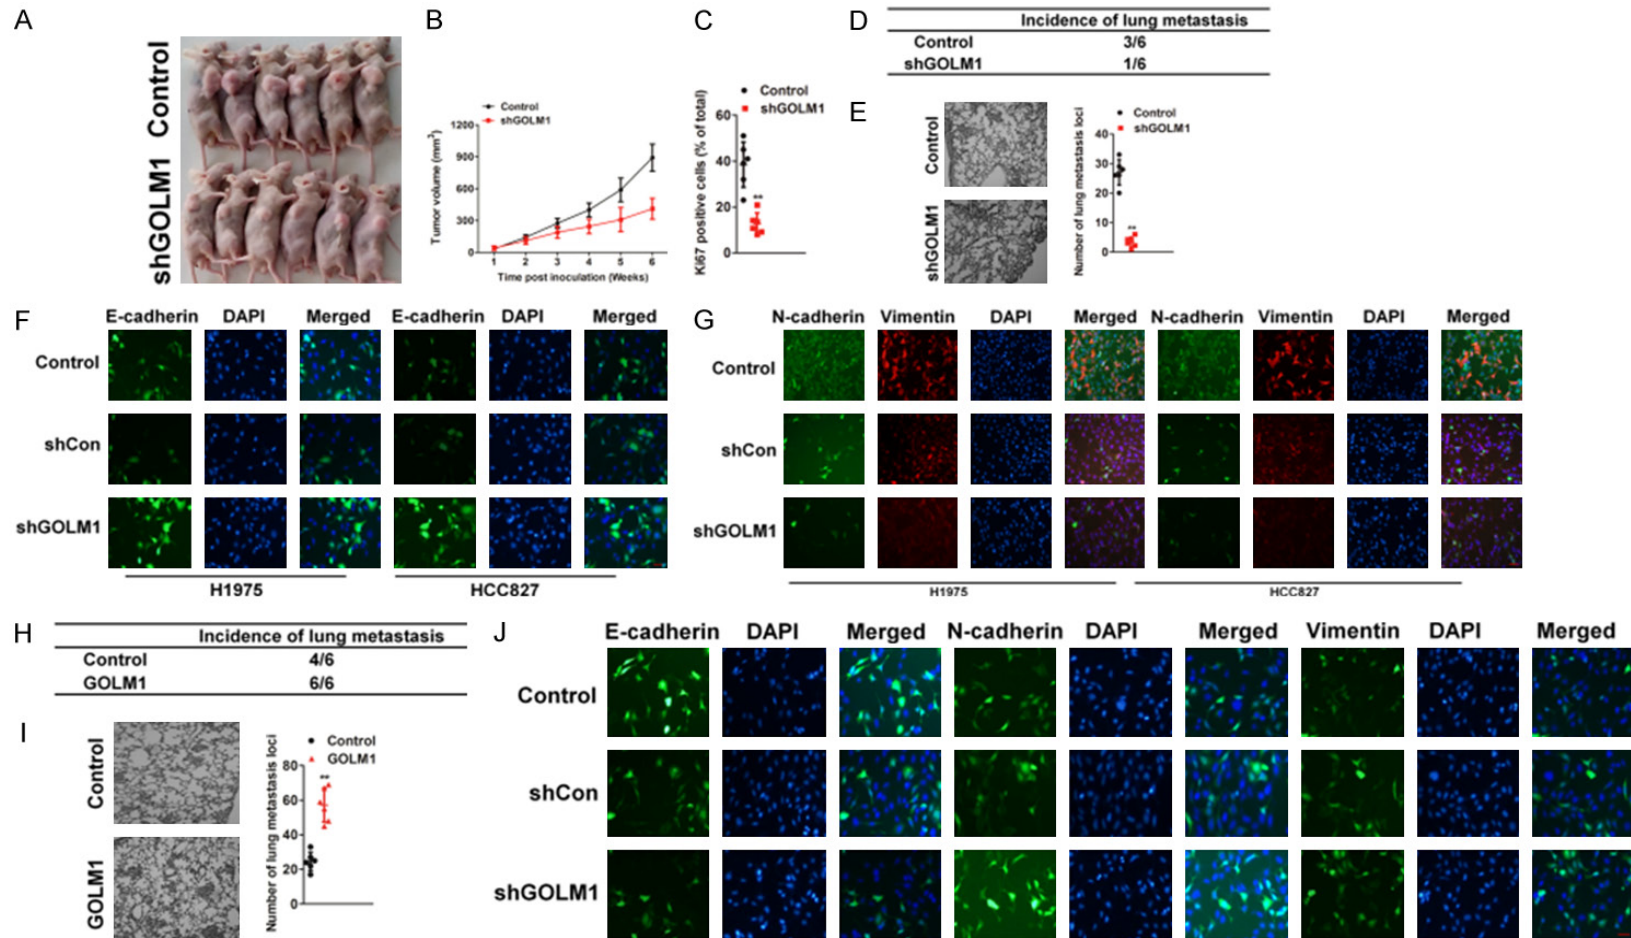 A
Control
shGOLM1
B
Control
shGOLM1
Tumor volume (mm³)
1200
900
600
300
0
1 2 3 4 5 6
Time post inoculation (Weeks)
C
Control
shGOLM1
Ki67 positive cells (% of total)
60
40
20
0
**
D
Incidence of lung metastasis
Control 3/6
shGOLM1 1/6
E
Control
shGOLM1
Control
shGOLM1
Number of lung metastasis loci
40
30
20
10
0
**
F
E-cadherin DAPI Merged E-cadherin DAPI Merged
Control
shCon
shGOLM1
H1975 HCC827
G
N-cadherin Vimentin DAPI Merged N-cadherin Vimentin DAPI Merged
Control
shCon
shGOLM1
H1975 HCC827
H
Incidence of lung metastasis
Control 4/6
GOLM1 6/6
I
Control
GOLM1
Control
GOLM1
Number of lung metastasis loci
80
60
40
20
0
**
J
E-cadherin DAPI Merged N-cadherin DAPI Merged Vimentin DAPI Merged
Control
shCon
shGOLM1